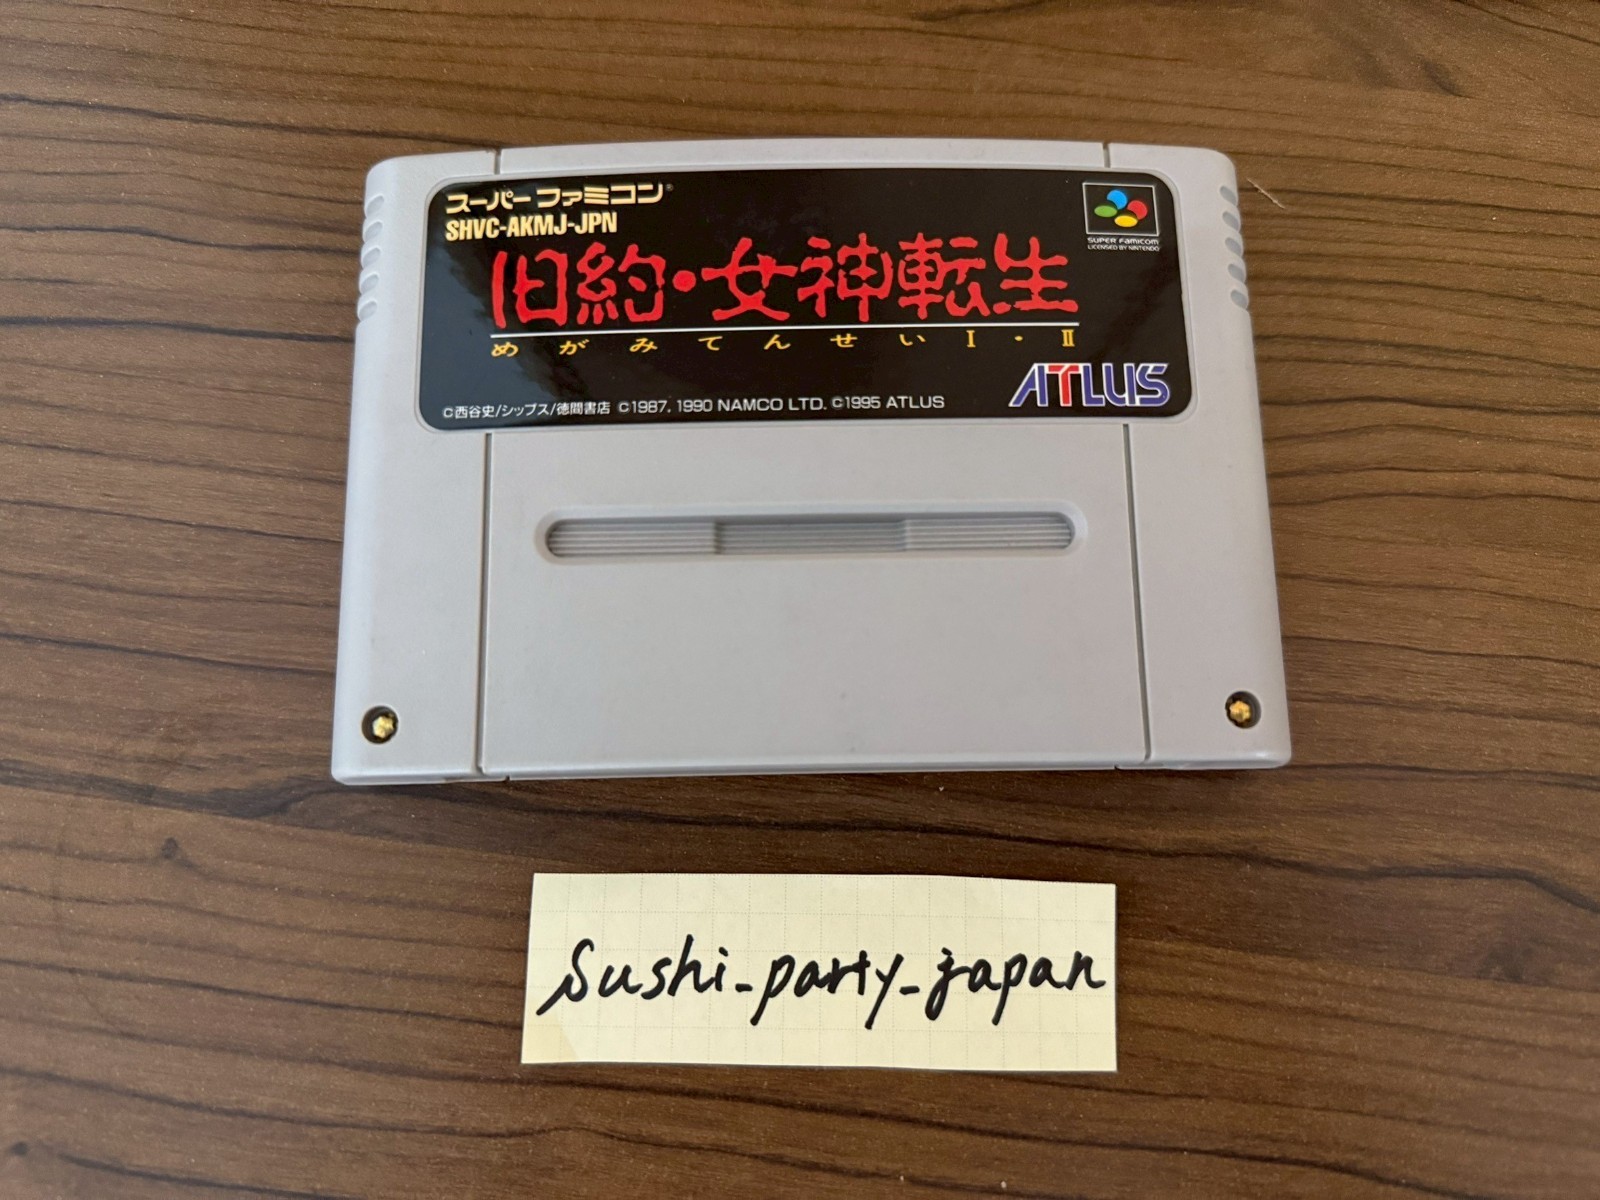 スーパーファミコン®
SHVC-AKMJ-JPN
SUPER FAMICOM
LICENSED BY NINTENDO
旧約・女神転生
めがみてんせいⅠ・Ⅱ
ATLUS
©西谷史/シップス/徳間書店 ©1987, 1990 NAMCO LTD. ©1995 ATLUS
Sushi_party_japan